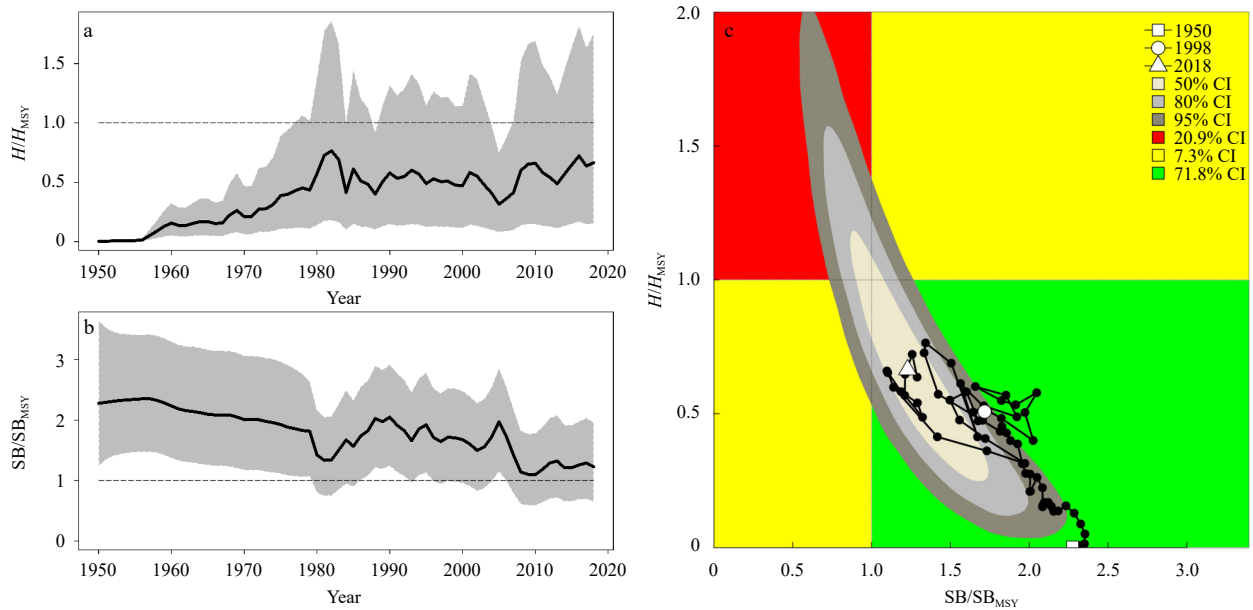 a
H/H_MSY
1.5
1.0
0.5
0
1950 1960 1970 1980 1990 2000 2010 2020
Year
b
SB/SB_MSY
3
2
1
0
1950 1960 1970 1980 1990 2000 2010 2020
Year
c
H/H_MSY
2.0
1.5
1.0
0.5
0
0 0.5 1.0 1.5 2.0 2.5 3.0
SB/SB_MSY
1950
1998
2018
50% CI
80% CI
95% CI
20.9% CI
7.3% CI
71.8% CI